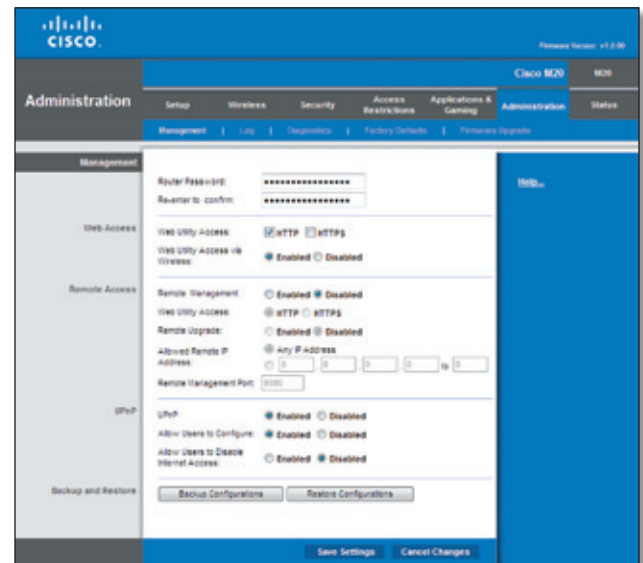 CISCO
Firmware Version: v1.0.00
Cisco M20 M20
Administration
Setup Wireless Security Access Restrictions Applications & Gaming Administration Status
Management | Log | Diagnostics | Factory Defaults | Firmware Upgrade
Management
Router Password:
Re-enter to confirm:
Help...
Web Access
Web Utility Access: HTTP HTTPS
Web Utility Access via Wireless: Enabled Disabled
Remote Access
Remote Management: Enabled Disabled
Web Utility Access: HTTP HTTPS
Remote Upgrade: Enabled Disabled
Allowed Remote IP Address: Any IP Address
0 . 0 . 0 . 0 to 0
Remote Management Port: 8080
UPnP
UPnP Enabled Disabled
Allow Users to Configure: Enabled Disabled
Allow Users to Disable Internet Access: Enabled Disabled
Backup and Restore
Backup Configurations Restore Configurations
Save Settings Cancel Changes